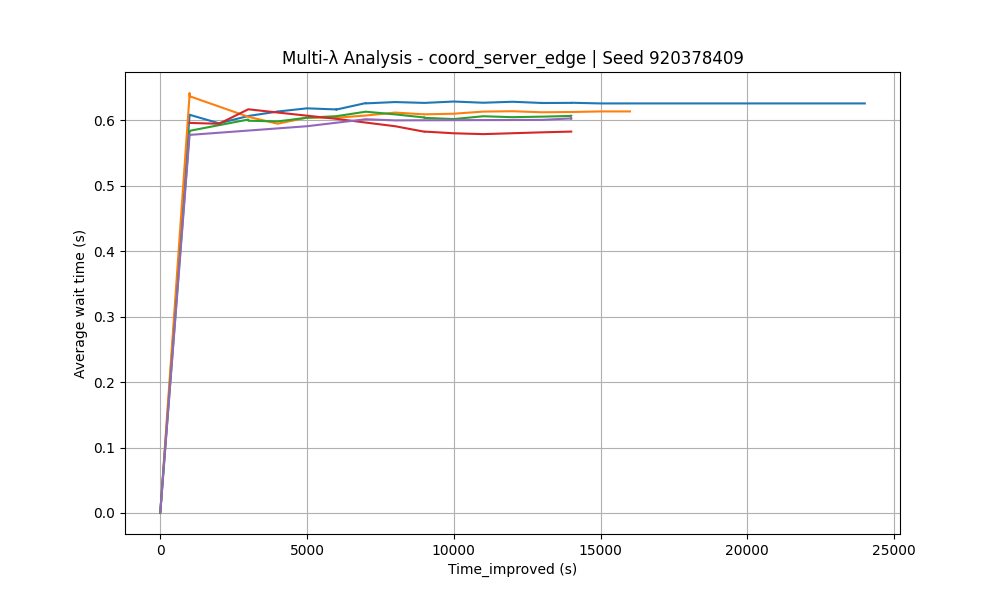 Multi-λ Analysis - coord_server_edge | Seed 920378409
Average wait time (s)
0.6
0.5
0.4
0.3
0.2
0.1
0.0
0 5000 10000 15000 20000 25000
Time_improved (s)